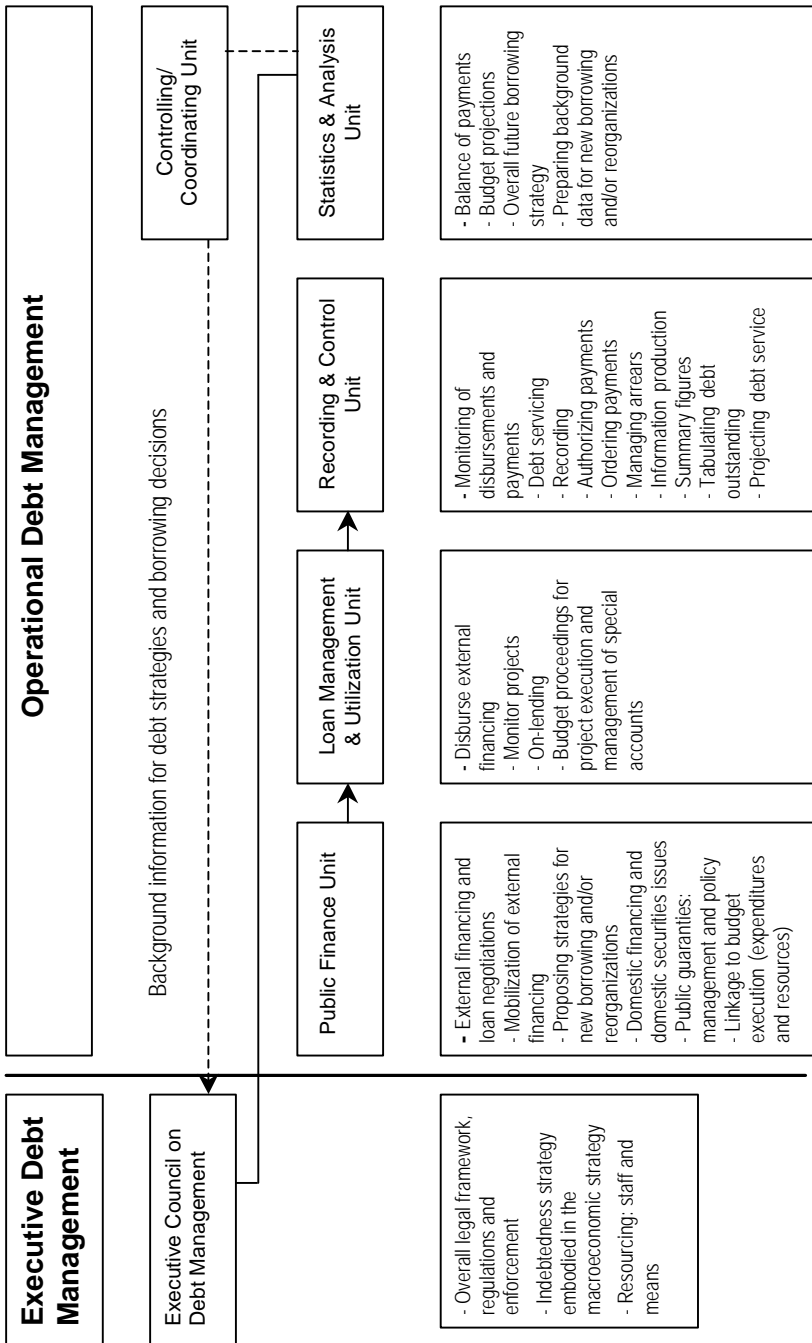 Executive Debt
Management
Operational Debt Management
Executive Council on
Debt Management
Background information for debt strategies and borrowing decisions
Controlling/
Coordinating Unit
Public Finance Unit
Loan Management
& Utilization Unit
Recording & Control
Unit
Statistics & Analysis
Unit
- Overall legal framework,
regulations and
enforcement
- Indebtedness strategy
embodied in the
macroeconomic strategy
- Resourcing: staff and
means
- External financing and
loan negotiations
- Mobilization of external
financing
- Proposing strategies for
new borrowing and/or
reorganizations
- Domestic financing and
domestic securities issues
- Public guaranties:
management and policy
- Linkage to budget
execution (expenditures
and resources)
- Disburse external
financing
- Monitor projects
- On-lending
- Budget proceedings for
project execution and
management of special
accounts
- Monitoring of
disbursements and
payments
- Debt servicing
- Recording
- Authorizing payments
- Ordering payments
- Managing arrears
- Information production
- Summary figures
- Tabulating debt
outstanding
- Projecting debt service
- Balance of payments
- Budget projections
- Overall future borrowing
strategy
- Preparing background
data for new borrowing
and/or reorganizations